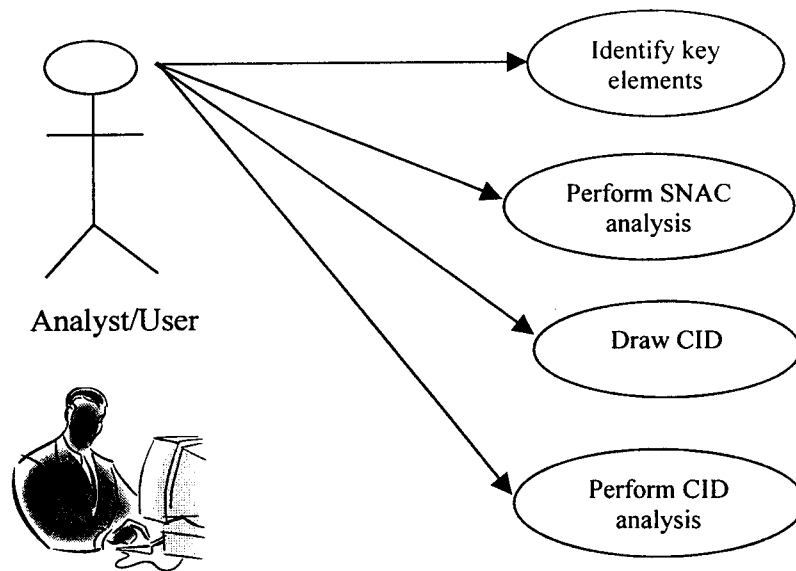 Identify key
elements
Perform SNAC
analysis
Analyst/User
Draw CID
Perform CID
analysis